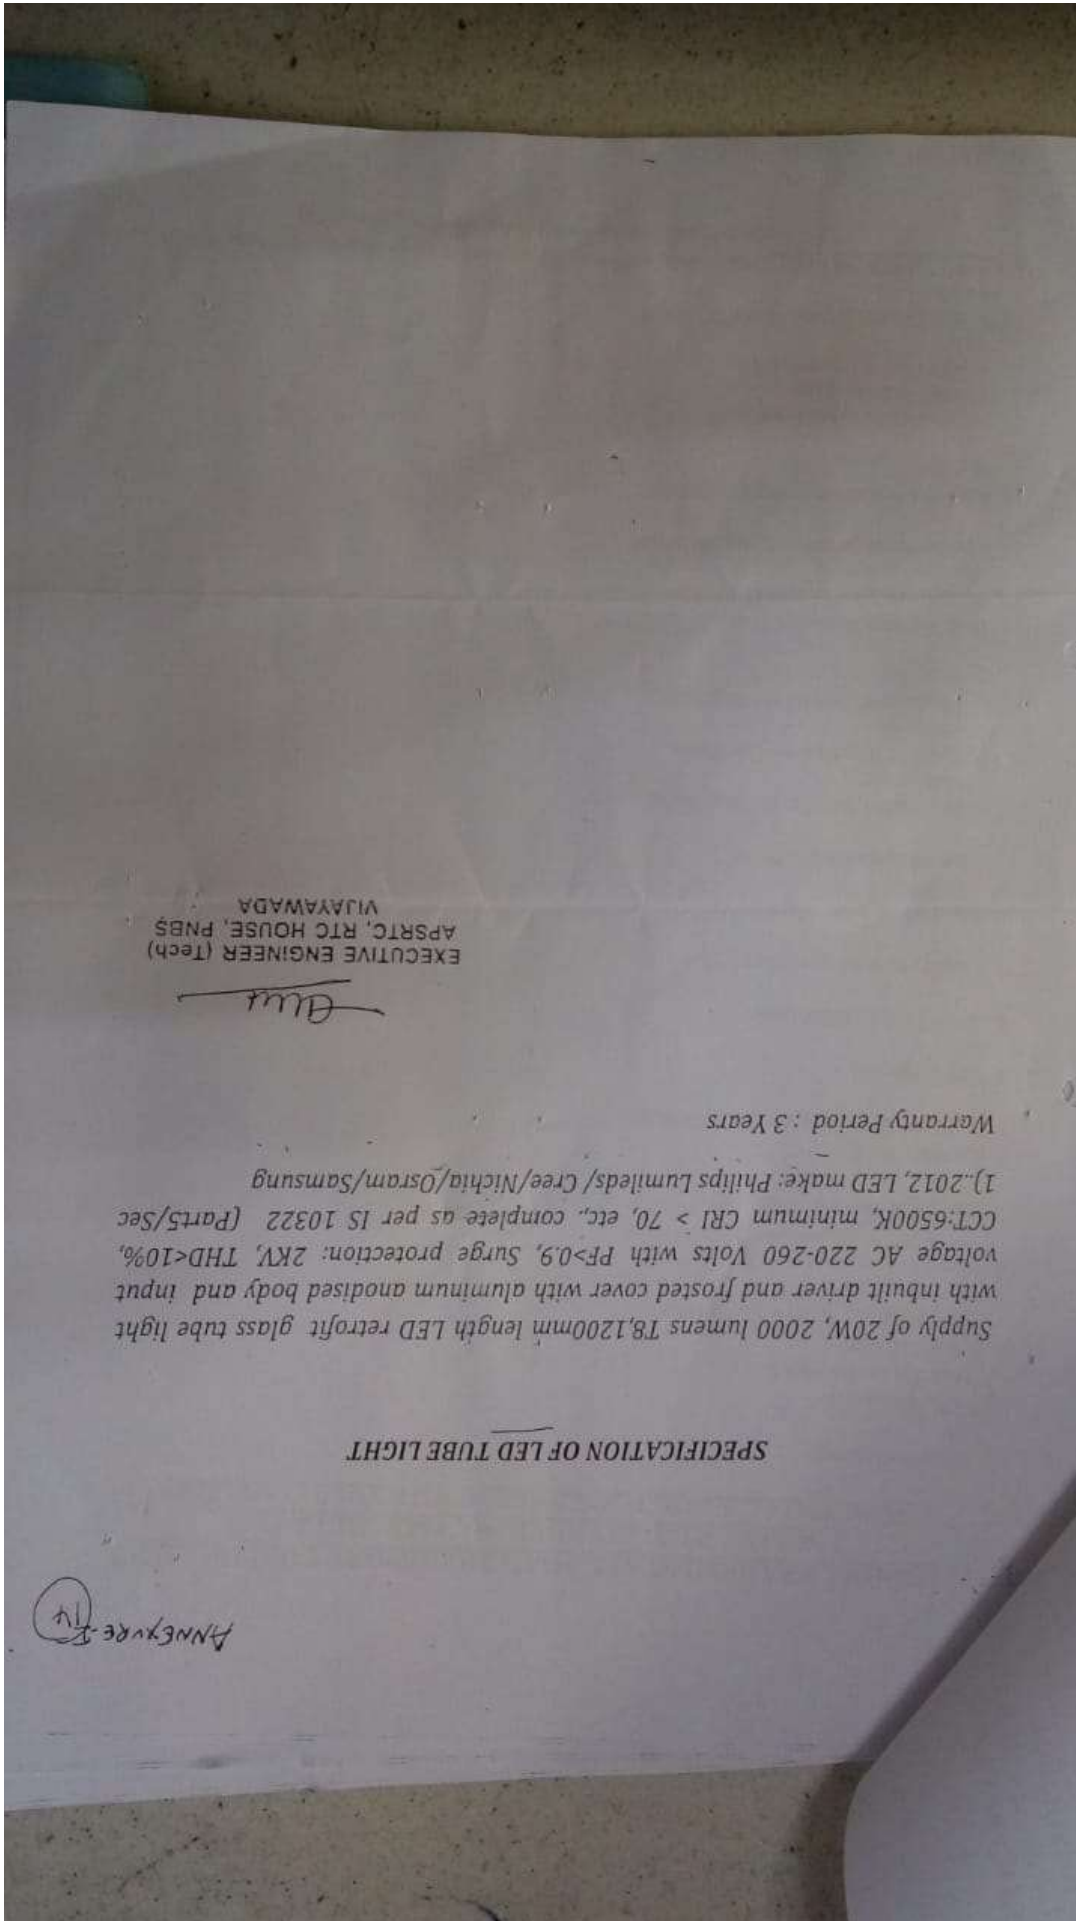 ANNEXURE-I
14
SPECIFICATION OF LED TUBE LIGHT
Supply of 20W, 2000 lumens T8,1200mm length LED retrofit glass tube light
with inbuilt driver and frosted cover with aluminum anodised body and input
voltage AC 220-260 Volts with PF<0.9, Surge protection: 2KV, THD<10%,
CCT:6500K, minimum CRI > 70, etc,. complete as per IS 10322 (Part5/Sec
1).2012, LED make: Philips Lumileds/ Cree/Nichia/Osram/Samsung
Warranty Period : 3 Years
EXECUTIVE ENGINEER (Tech)
APSRTC, RTC HOUSE, PNBS
VIJAYAWADA